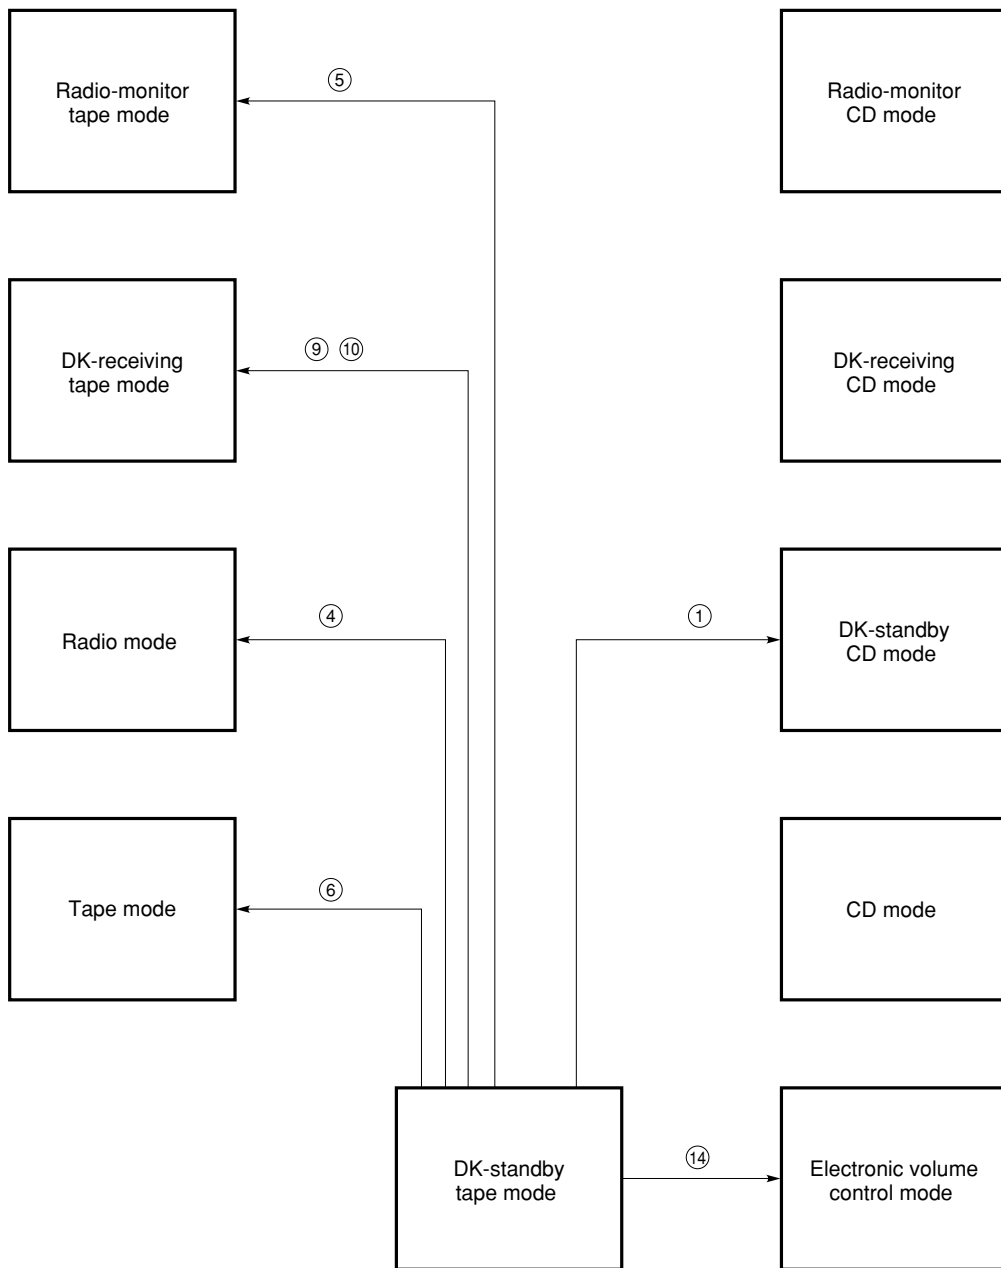 Radio-monitor
tape mode
⑤
Radio-monitor
CD mode
DK-receiving
tape mode
⑨ ⑩
DK-receiving
CD mode
Radio mode
④
①
DK-standby
CD mode
Tape mode
⑥
CD mode
DK-standby
tape mode
⑭
Electronic volume
control mode